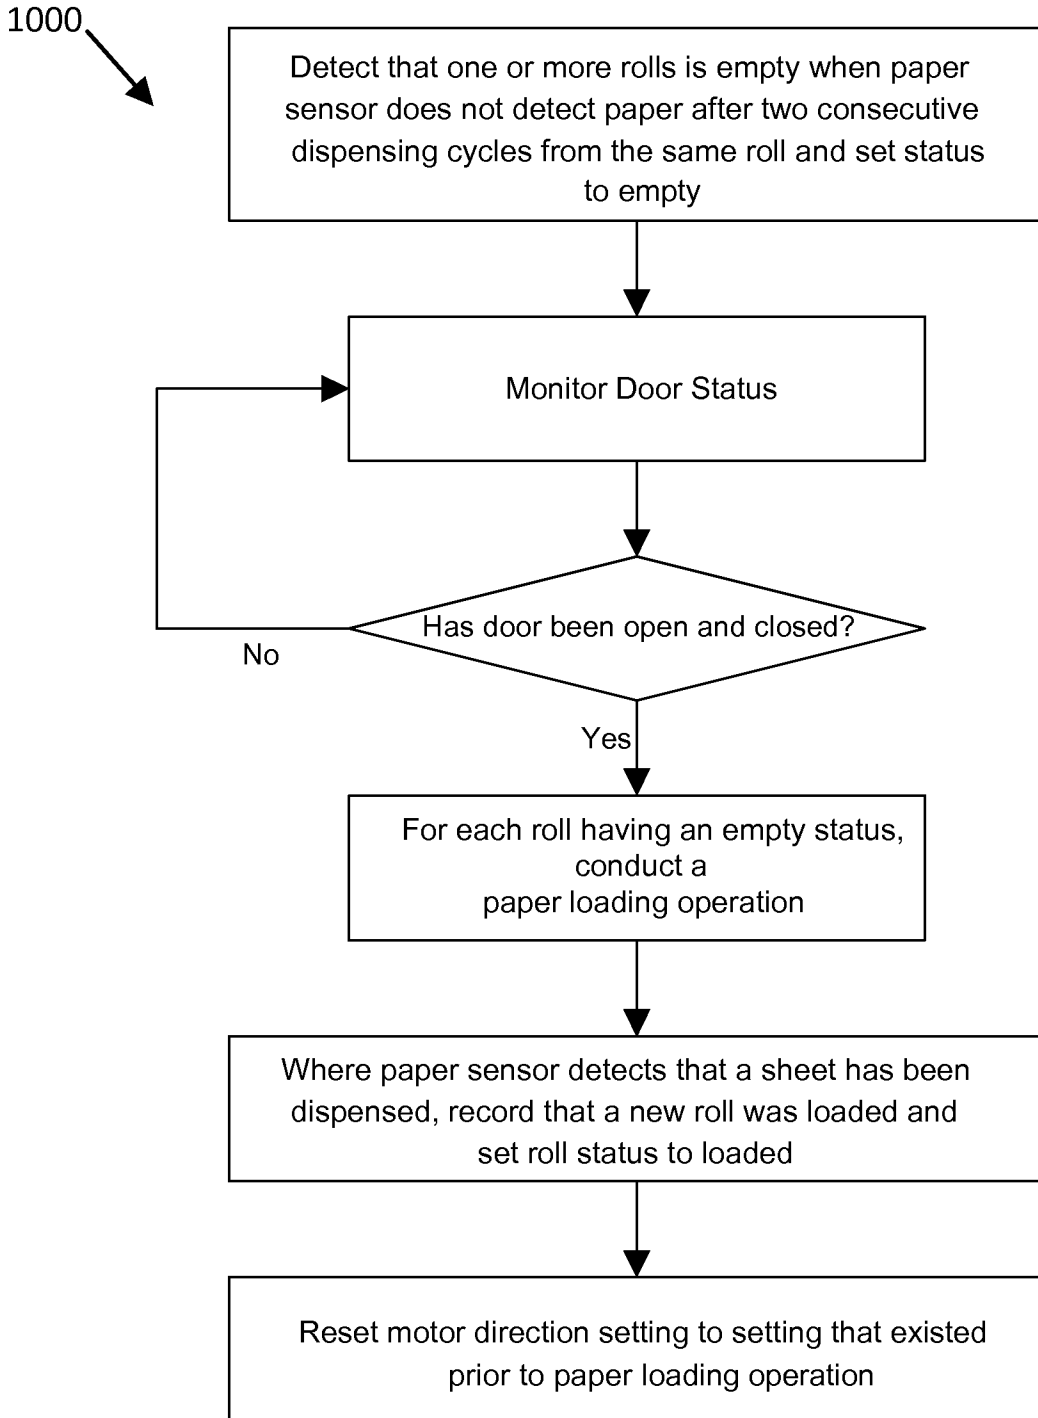 1000
Detect that one or more rolls is empty when paper
sensor does not detect paper after two consecutive
dispensing cycles from the same roll and set status
to empty
Monitor Door Status
Has door been open and closed?
No
Yes
For each roll having an empty status,
conduct a
paper loading operation
Where paper sensor detects that a sheet has been
dispensed, record that a new roll was loaded and
set roll status to loaded
Reset motor direction setting to setting that existed
prior to paper loading operation